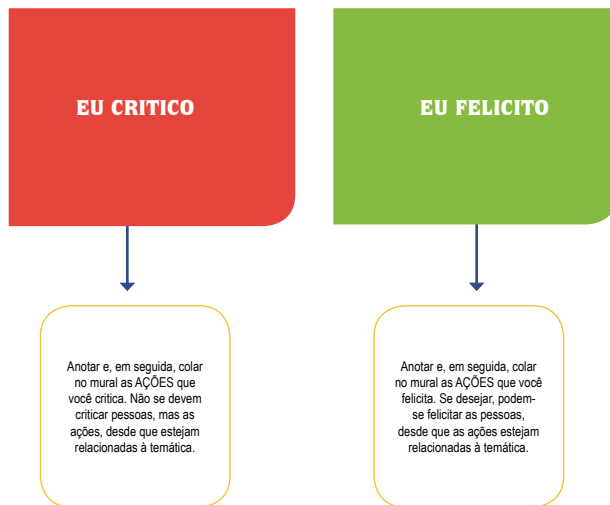 EU CRITICO
EU FELICITO
Anotar e, em seguida, colar
no mural as AÇÕES que
você critica. Não se devem
criticar pessoas, mas as
ações, desde que estejam
relacionadas à temática.
Anotar e, em seguida, colar
no mural as AÇÕES que você
felicita. Se desejar, podem-
se felicitar as pessoas,
desde que as ações estejam
relacionadas à temática.